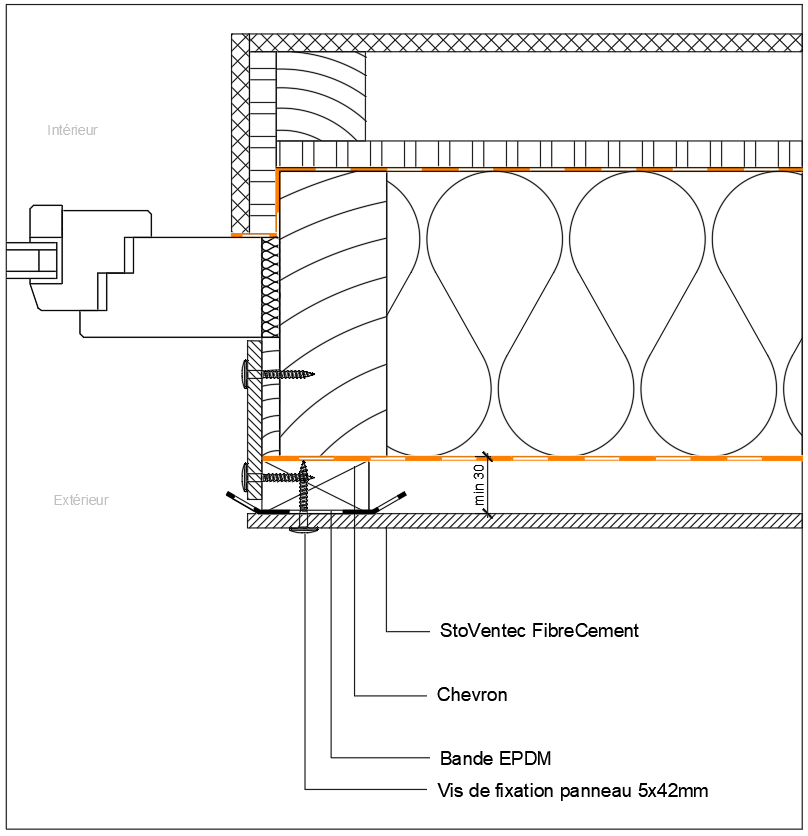 Intérieur
Extérieur
min 30
StoVentec FibreCement
Chevron
Bande EPDM
Vis de fixation panneau 5x42mm